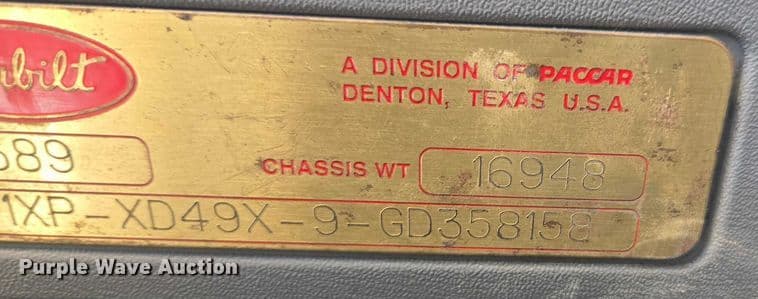 bilt
A DIVISION OF PACCAR
DENTON, TEXAS U.S.A.
589
CHASSIS WT 16948
1XP-XD49X-9-GD358158
Purple Wave Auction